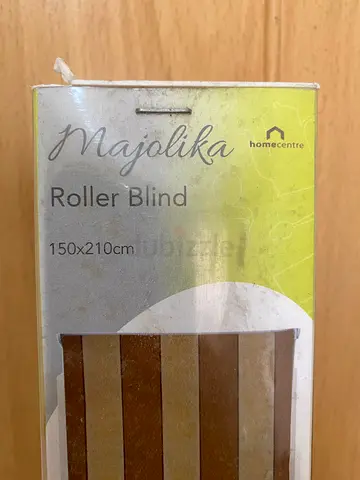 Majolika
homecentre
Roller Blind
150x210cm
dubizzle